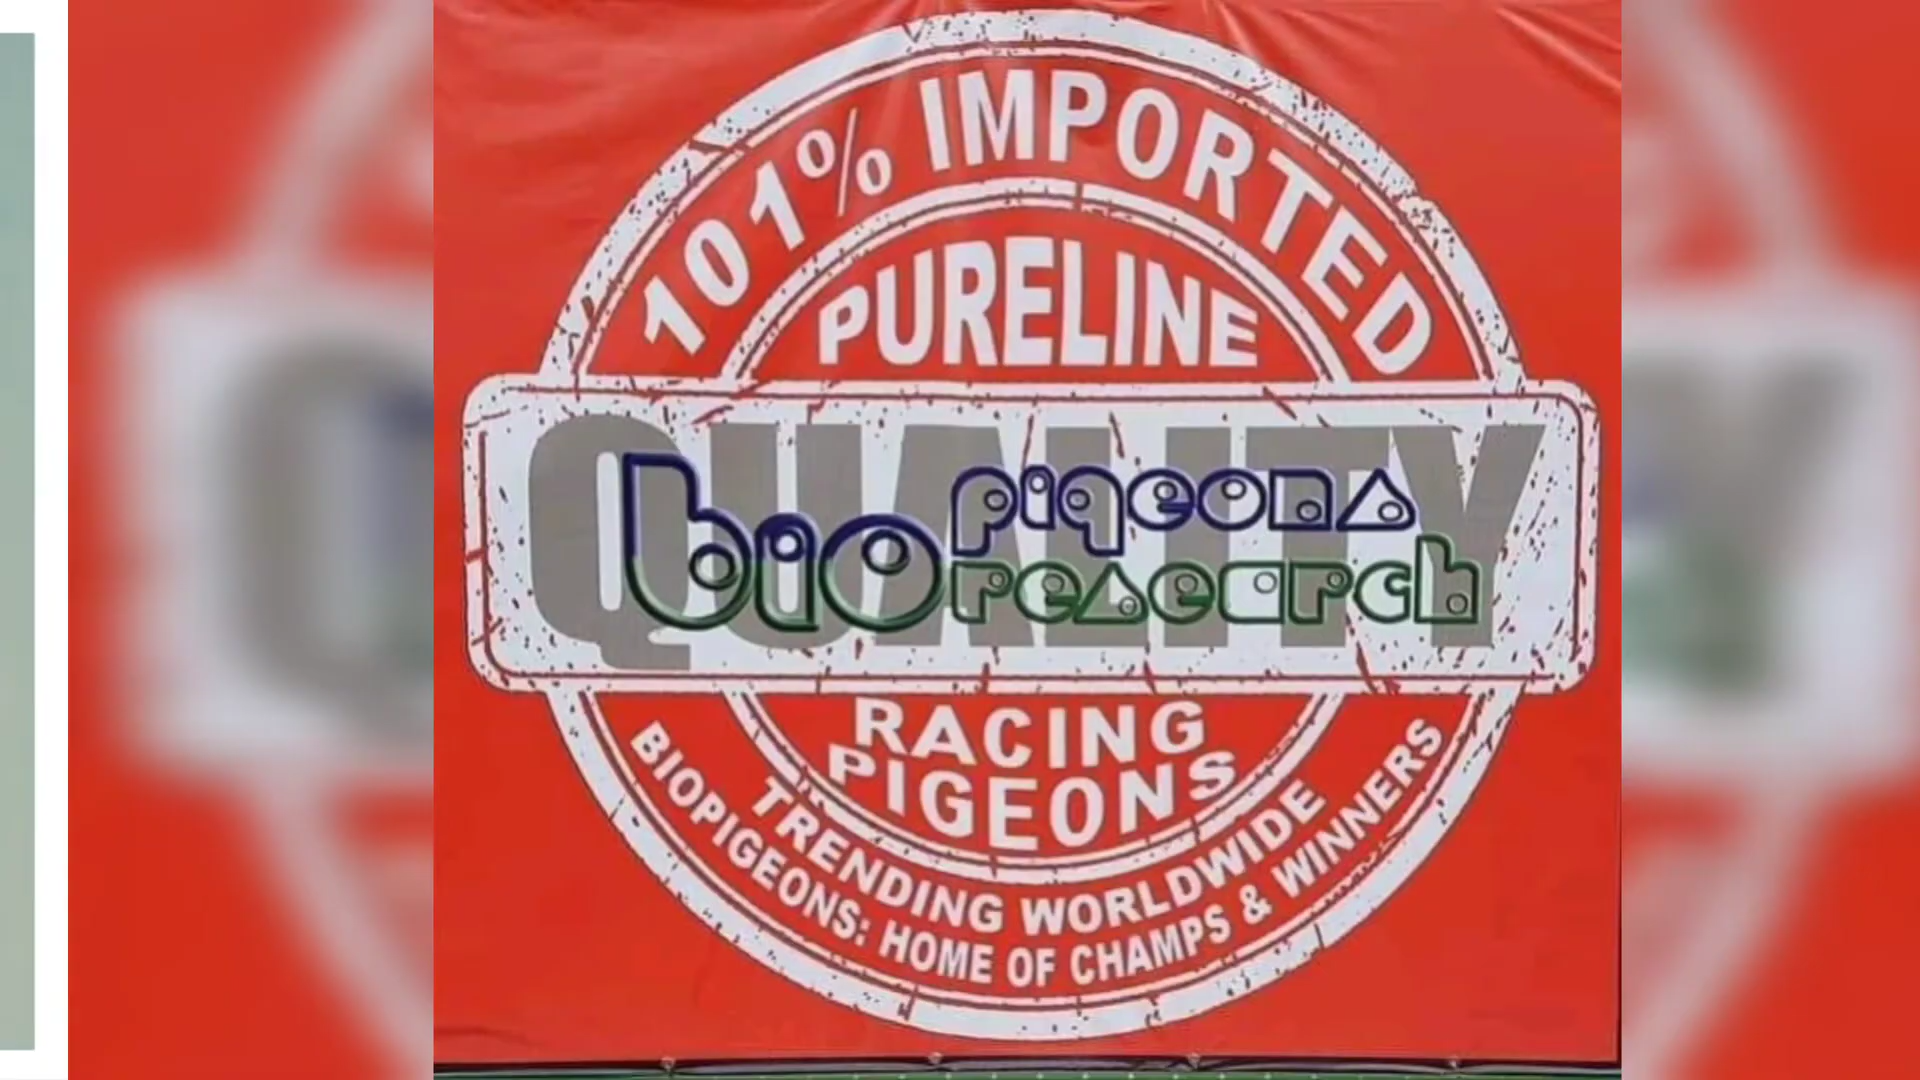 101% IMPORTED
PURELINE
QUALITY
bio pigeons
research
RACING
PIGEONS
TRENDING WORLDWIDE
BIOPIGEONS: HOME OF CHAMPS & WINNERS